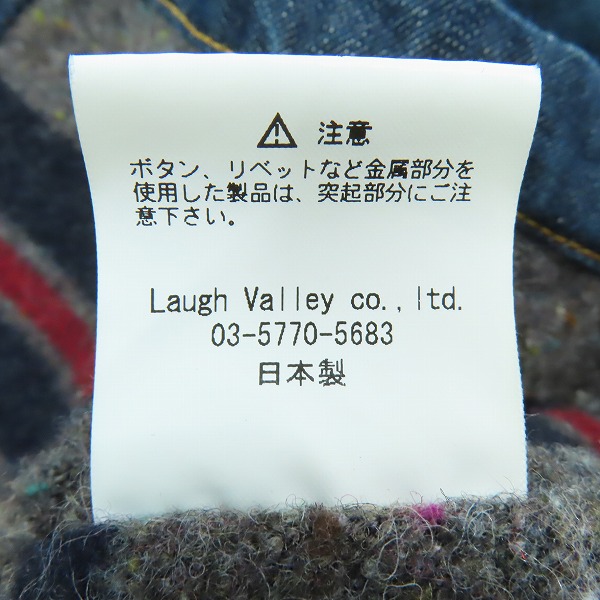 ⚠ 注意
ボタン、リベットなど金属部分を
使用した製品は、突起部分にご注
意下さい。
Laugh Valley co.,ltd.
03-5770-5683
日本製